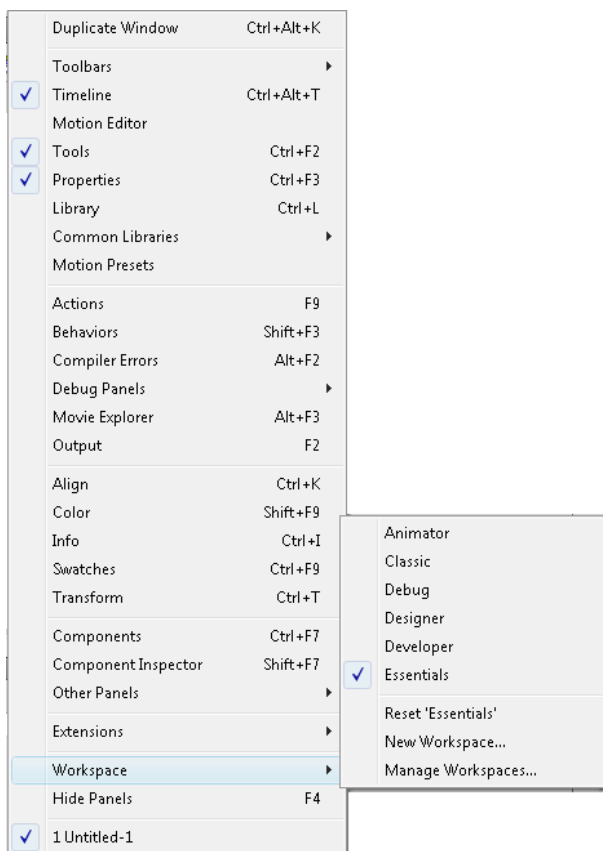 Duplicate Window Ctrl+Alt+K
Toolbars
Timeline Ctrl+Alt+T
Motion Editor
Tools Ctrl+F2
Properties Ctrl+F3
Library Ctrl+L
Common Libraries
Motion Presets
Actions F9
Behaviors Shift+F3
Compiler Errors Alt+F2
Debug Panels
Movie Explorer Alt+F3
Output F2
Align Ctrl+K
Color Shift+F9
Info Ctrl+I
Swatches Ctrl+F9
Transform Ctrl+T
Components Ctrl+F7
Component Inspector Shift+F7
Other Panels
Extensions
Workspace
Hide Panels F4
1 Untitled-1
Animator
Classic
Debug
Designer
Developer
Essentials
Reset 'Essentials'
New Workspace...
Manage Workspaces...